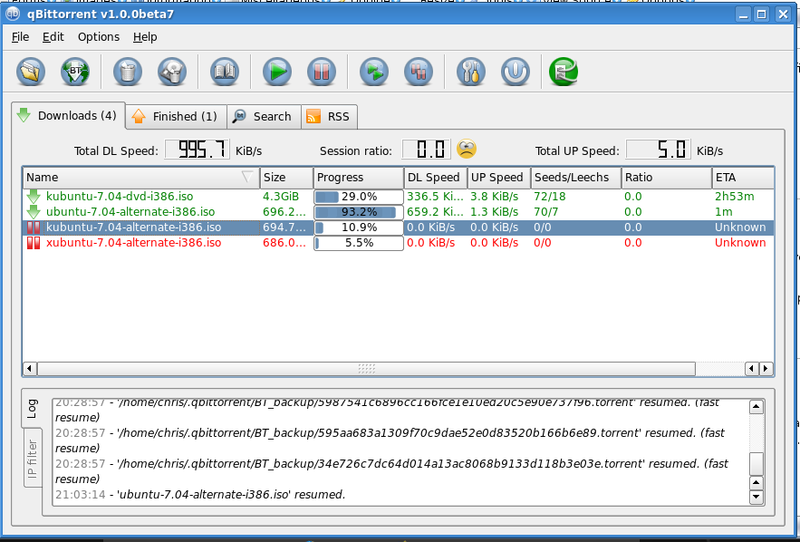 qBittorrent v1.0.0beta7
File Edit Options Help
Downloads (4) Finished (1) Search RSS
Total DL Speed: 995.7 KiB/s Session ratio: 0.0 Total UP Speed: 5.0 KiB/s
Name Size Progress DL Speed UP Speed Seeds/Leechs Ratio ETA
kubuntu-7.04-dvd-i386.iso 4.3GiB 29.0% 336.5 Ki... 3.8 KiB/s 72/18 0.0 2h53m
ubuntu-7.04-alternate-i386.iso 696.2... 93.2% 659.2 Ki... 1.3 KiB/s 70/7 0.0 1m
kubuntu-7.04-alternate-i386.iso 694.7... 10.9% 0.0 KiB/s 0.0 KiB/s 0/0 0.0 Unknown
xubuntu-7.04-alternate-i386.iso 686.0... 5.5% 0.0 KiB/s 0.0 KiB/s 0/0 0.0 Unknown
Log
IP filter
20:28:57 - '/home/chris/.qbittorrent/BT_backup/5987541c6896cc166fce1e10ed20c5e90e737f96.torrent' resumed. (fast
resume)
20:28:57 - '/home/chris/.qbittorrent/BT_backup/595aa683a1309f70c9dae52e0d83520b166b6e89.torrent' resumed. (fast
resume)
20:28:57 - '/home/chris/.qbittorrent/BT_backup/34e726c7dc64d014a13ac8068b9133d118b3e03e.torrent' resumed. (fast
resume)
21:03:14 - 'ubuntu-7.04-alternate-i386.iso' resumed.